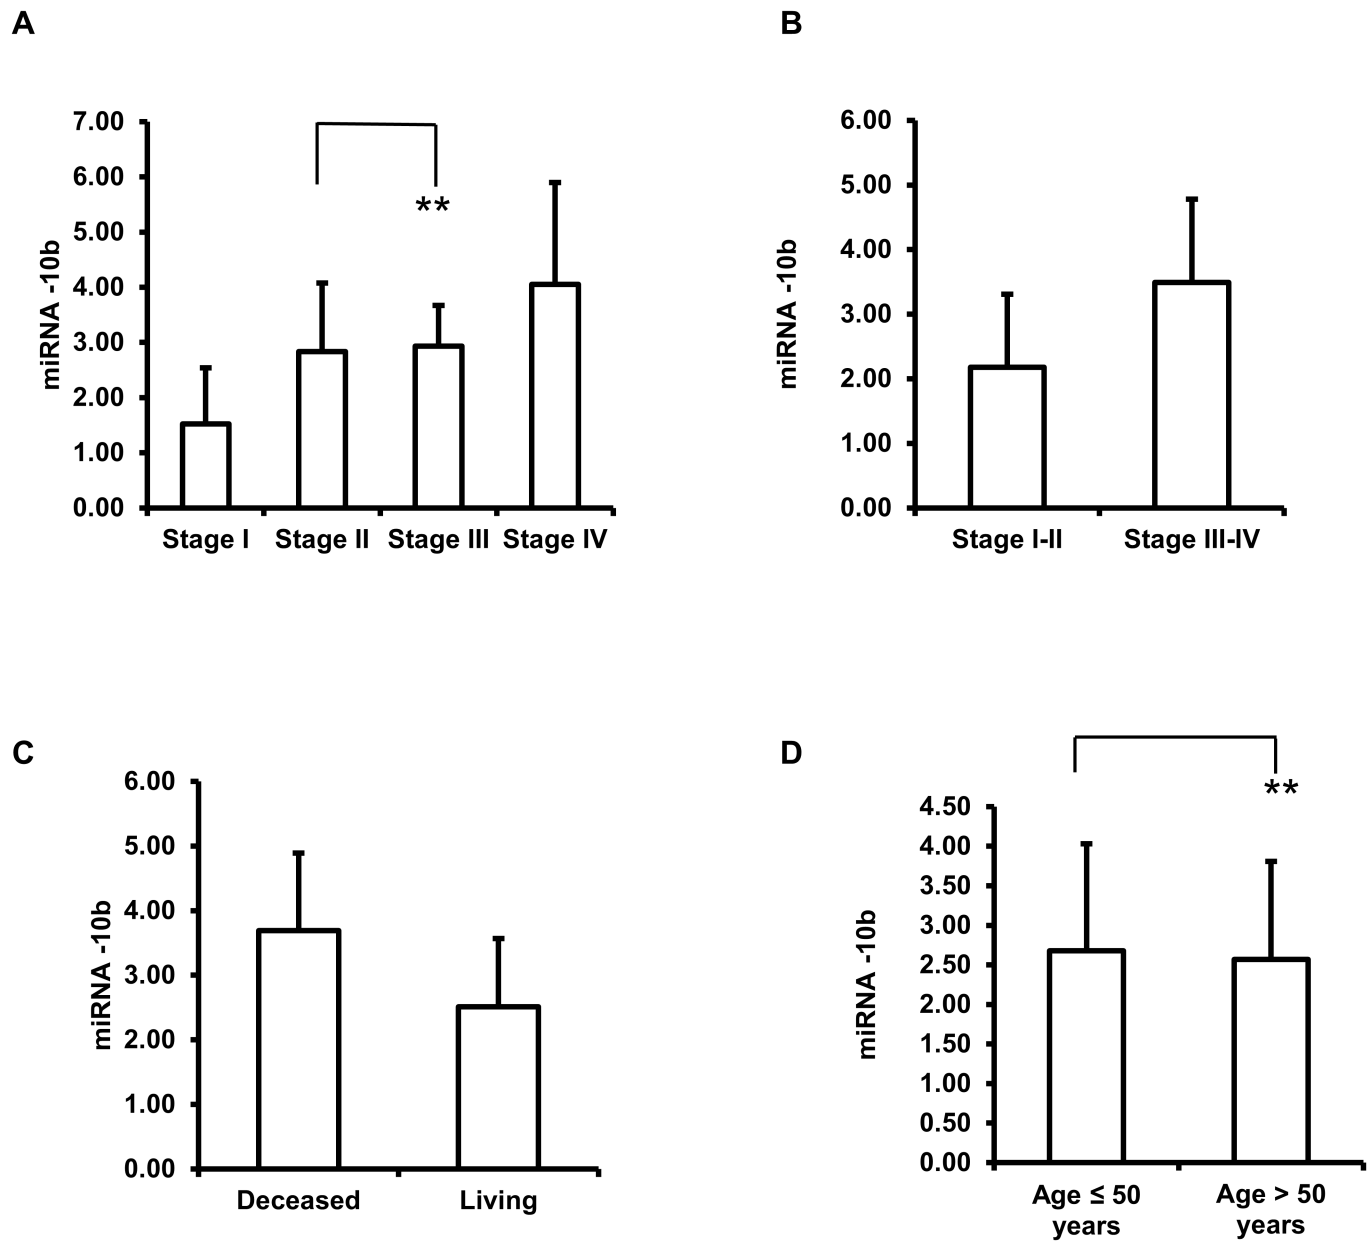 A
7.00
6.00
5.00
4.00
3.00
2.00
1.00
0.00
miRNA -10b
**
Stage I Stage II Stage III Stage IV
B
6.00
5.00
4.00
3.00
2.00
1.00
0.00
miRNA -10b
Stage I-II Stage III-IV
C
6.00
5.00
4.00
3.00
2.00
1.00
0.00
miRNA -10b
Deceased Living
D
**
4.50
4.00
3.50
3.00
2.50
2.00
1.50
1.00
0.50
0.00
miRNA -10b
Age ≤ 50 Age > 50
years years